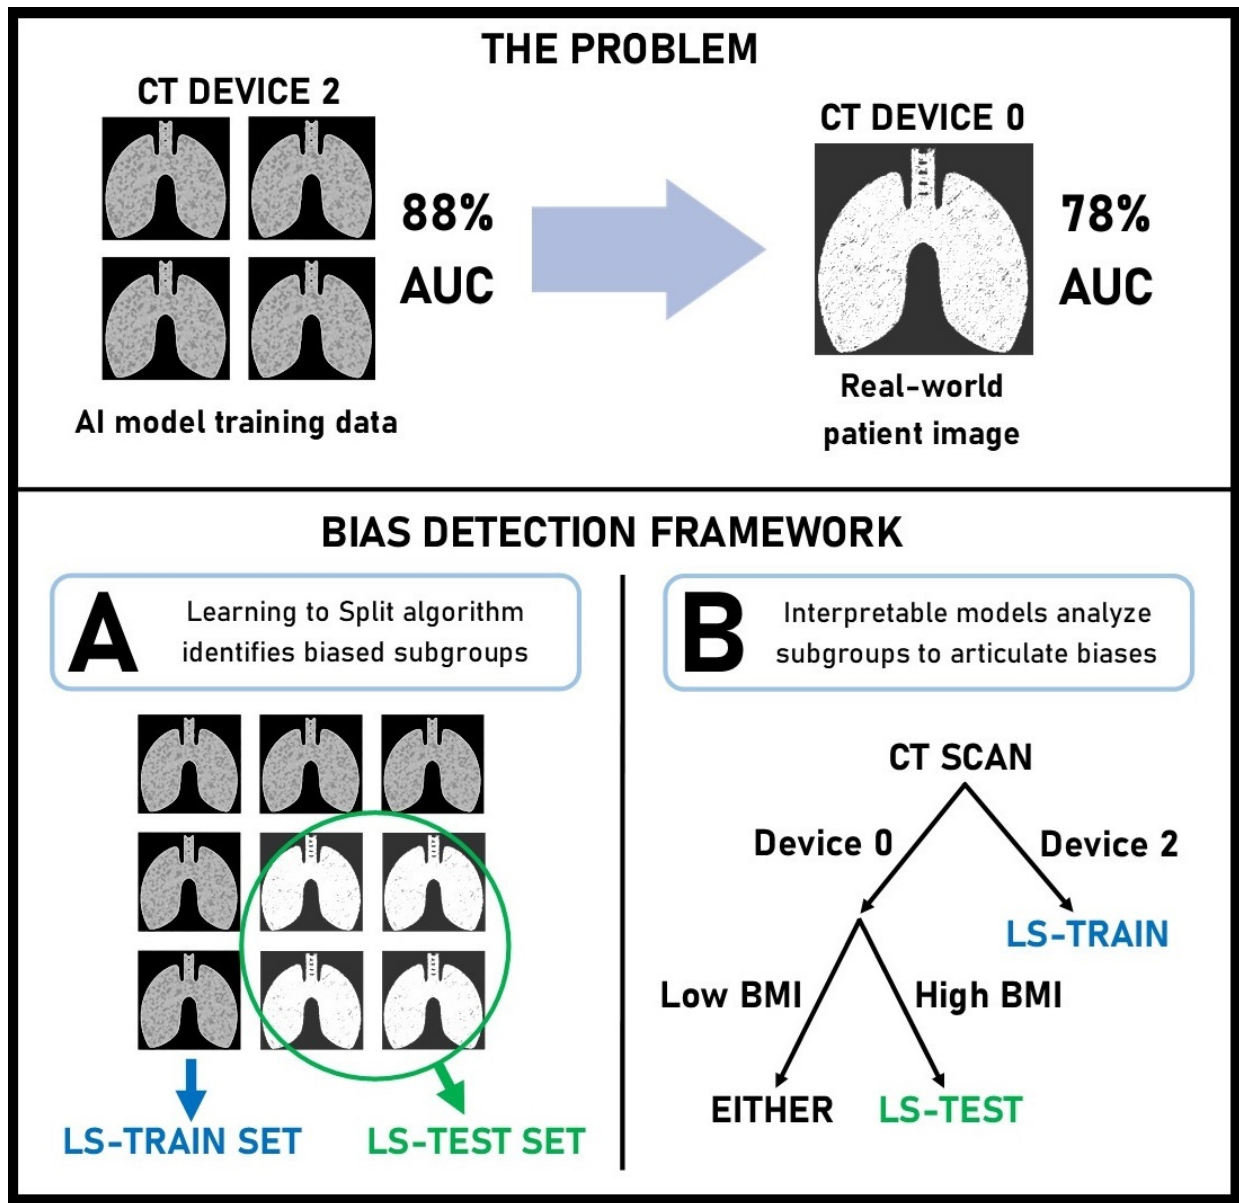 THE PROBLEM
CT DEVICE 2
88%
AUC
AI model training data
CT DEVICE 0
78%
AUC
Real-world
patient image
BIAS DETECTION FRAMEWORK
A
Learning to Split algorithm
identifies biased subgroups
LS-TRAIN SET
LS-TEST SET
B
Interpretable models analyze
subgroups to articulate biases
CT SCAN
Device 0
Device 2
LS-TRAIN
Low BMI
High BMI
EITHER
LS-TEST